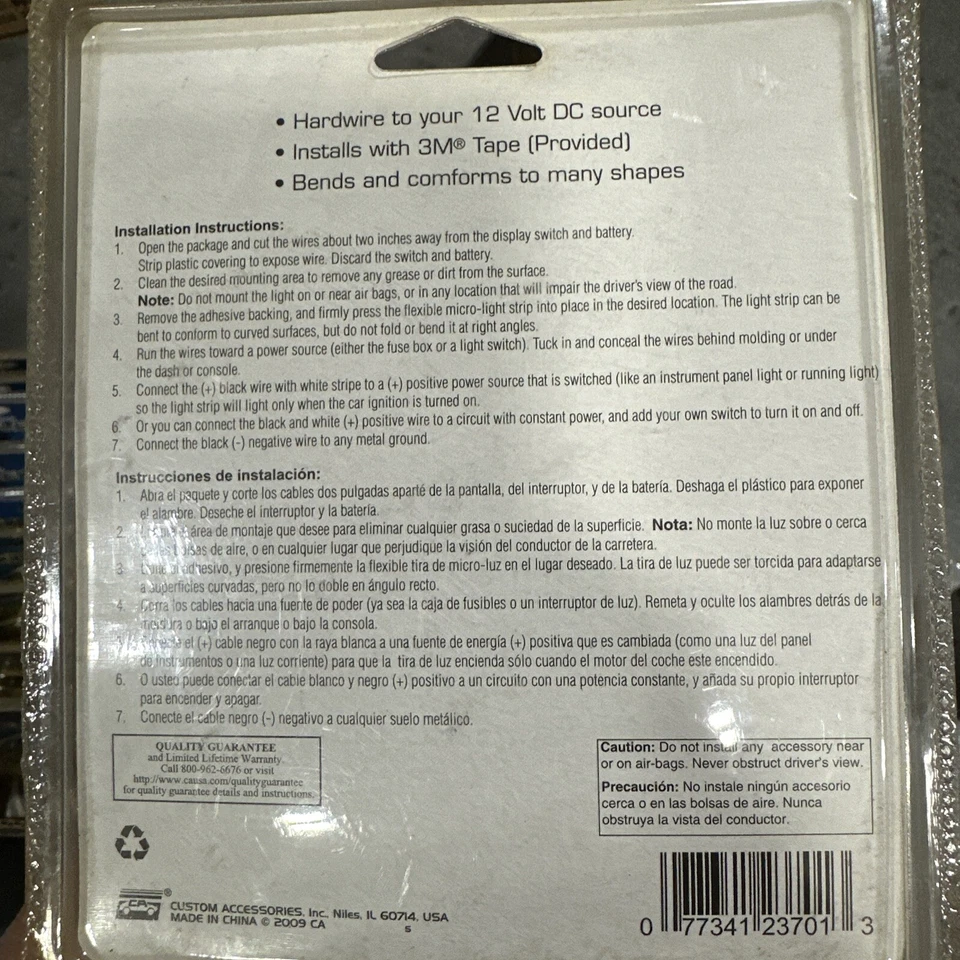 • Hardwire to your 12 Volt DC source
• Installs with 3M® Tape (Provided)
• Bends and comforms to many shapes
Installation Instructions:
1. Open the package and cut the wires about two inches away from the display switch and battery.
Strip plastic covering to expose wire. Discard the switch and battery.
2. Clean the desired mounting area to remove any grease or dirt from the surface.
Note: Do not mount the light on or near air bags, or in any location that will impair the driver's view of the road.
3. Remove the adhesive backing, and firmly press the flexible micro-light strip into place in the desired location. The light strip can be
bent to conform to curved surfaces, but do not fold or bend it at right angles.
4. Run the wires toward a power source (either the fuse box or a light switch). Tuck in and conceal the wires behind molding or under
the dash or console.
5. Connect the (+) black wire with white stripe to a (+) positive power source that is switched (like an instrument panel light or running light)
so the light strip will light only when the car ignition is turned on.
6. Or you can connect the black and white (+) positive wire to a circuit with constant power, and add your own switch to turn it on and off.
7. Connect the black (-) negative wire to any metal ground.
Instrucciones de instalación:
1. Abra el paquete y corte los cables dos pulgadas aparté de la pantalla, del interruptor, y de la batería. Deshaga el plástico para exponer
el alambre. Deseche el interruptor y la batería.
2. área de montaje que desee para eliminar cualquier grasa o suciedad de la superficie. Nota: No monte la luz sobre o cerca
bolsas de aire, o en cualquier lugar que perjudique la visión del conductor de la carretera.
3. adhesivo, y presione firmemente la flexible tira de micro-luz en el lugar deseado. La tira de luz puede ser torcida para adaptarse
a superficies curvadas, pero no lo doble en ángulo recto.
4. los cables hacia una fuente de poder (ya sea la caja de fusibles o un interruptor de luz). Remeta y oculte los alambres detrás de la
o bajo el arranque o bajo la consola.
el (+) cable negro con la raya blanca a una fuente de energía (+) positiva que es cambiada (como una luz del panel
de instrumentos o una luz corriente) para que la tira de luz encienda sólo cuando el motor del coche este encendido.
6. O usted puede conectar el cable blanco y negro (+) positivo a un circuito con una potencia constante, y añada su propio interruptor
para encender y apagar.
7. Conecte el cable negro (-) negativo a cualquier suelo metálico.
QUALITY GUARANTEE
and Limited Lifetime Warranty.
Call 800-962-6676 or visit
http://www.causa.com/qualityguarantee
for quality guarantee details and instructions.
Caution: Do not install any accessory near
or on air-bags. Never obstruct driver's view.
Precaución: No instale ningún accesorio
cerca o en las bolsas de aire. Nunca
obstruya la vista del conductor.
CA®
CUSTOM ACCESSORIES, Inc. Niles, IL 60714, USA
MADE IN CHINA © 2009 CA
s
0 77341 23701 3